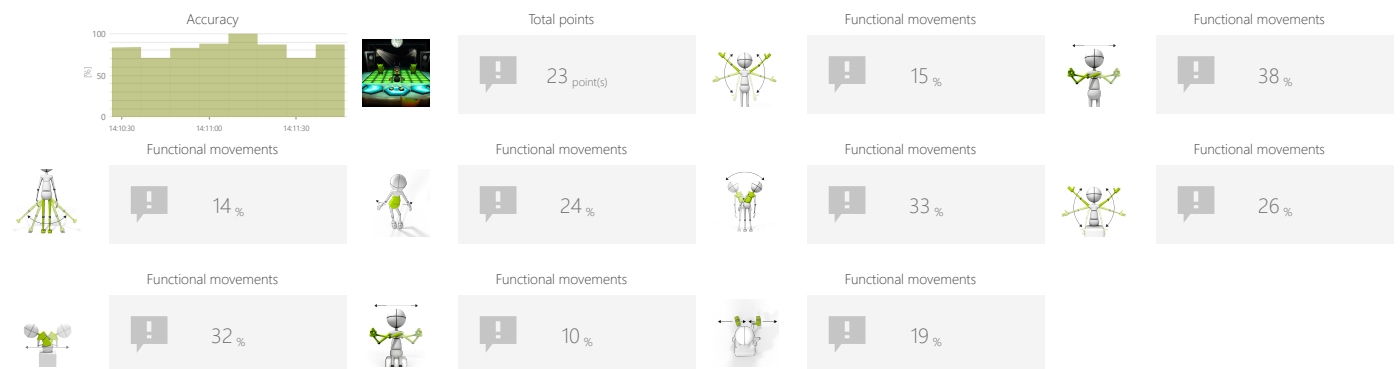 Accuracy
Total points
Functional movements
Functional movements
100
[%]
50
0
14:10:30
14:11:00
14:11:30
23 point(s)
15 %
38 %
Functional movements
Functional movements
Functional movements
Functional movements
14 %
24 %
33 %
26 %
Functional movements
Functional movements
Functional movements
32 %
10 %
19 %